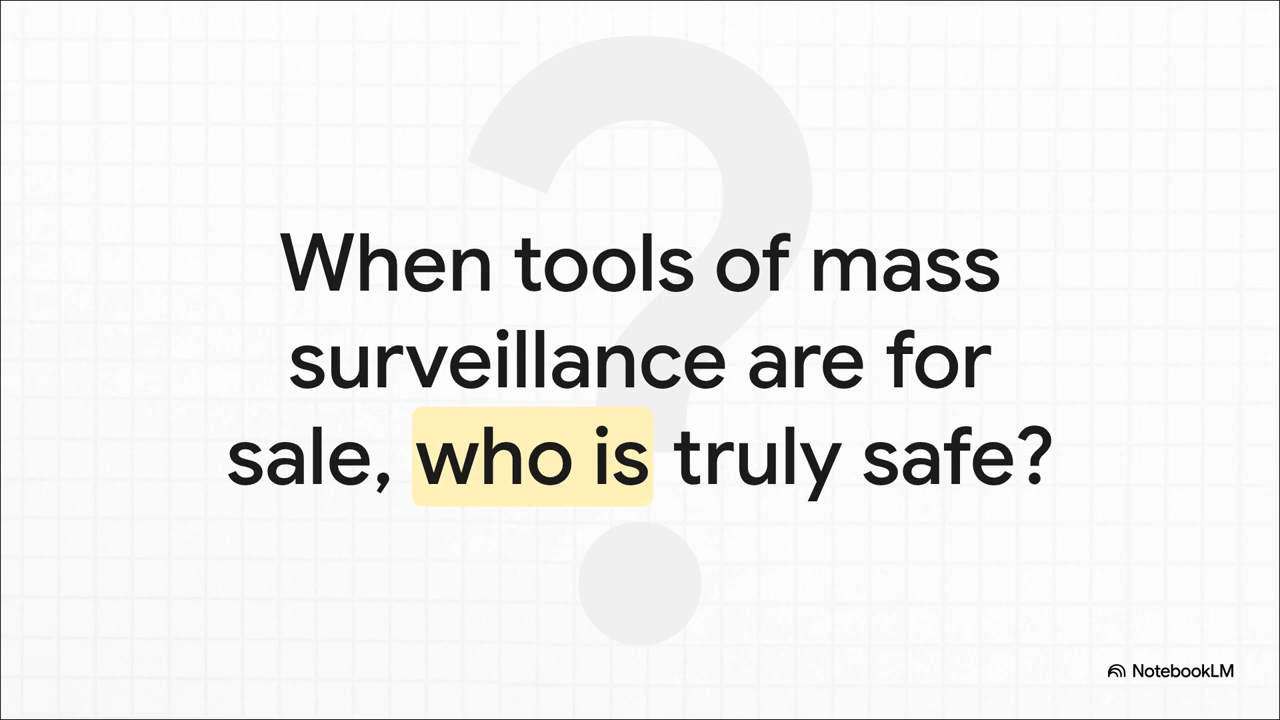 When tools of mass
surveillance are for
sale, who is truly safe?
NotebookLM